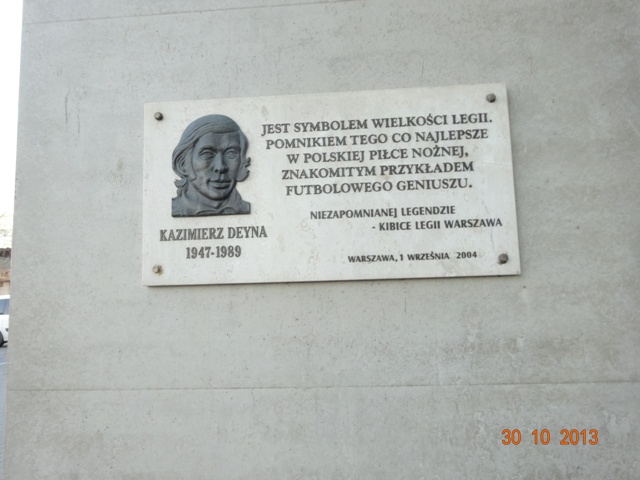 JEST SYMBOLEM WIELKOŚCI LEGII.
POMNIKIEM TEGO CO NAJLEPSZE
W POLSKIEJ PIŁCE NOŻNEJ,
ZNAKOMITYM PRZYKŁADEM
FUTBOLOWEGO GENIUSZU.
NIEZAPOMNIANEJ LEGENDZIE
- KIBICE LEGII WARSZAWA
KAZIMIERZ DEYNA
1947-1989
WARSZAWA, 1 WRZEŚNIA 2004
30 10 2013